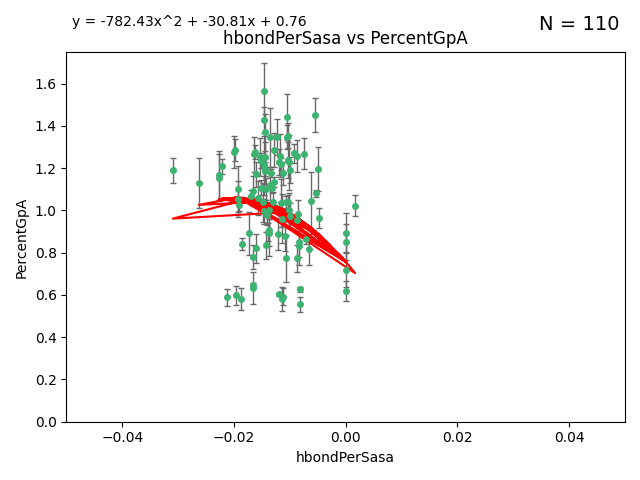 y = -782.43x^2 + -30.81x + 0.76
N = 110
hbondPerSasa vs PercentGpA
PercentGpA
1.6
1.4
1.2
1.0
0.8
0.6
0.4
0.2
0.0
−0.04 −0.02 0.00 0.02 0.04
hbondPerSasa